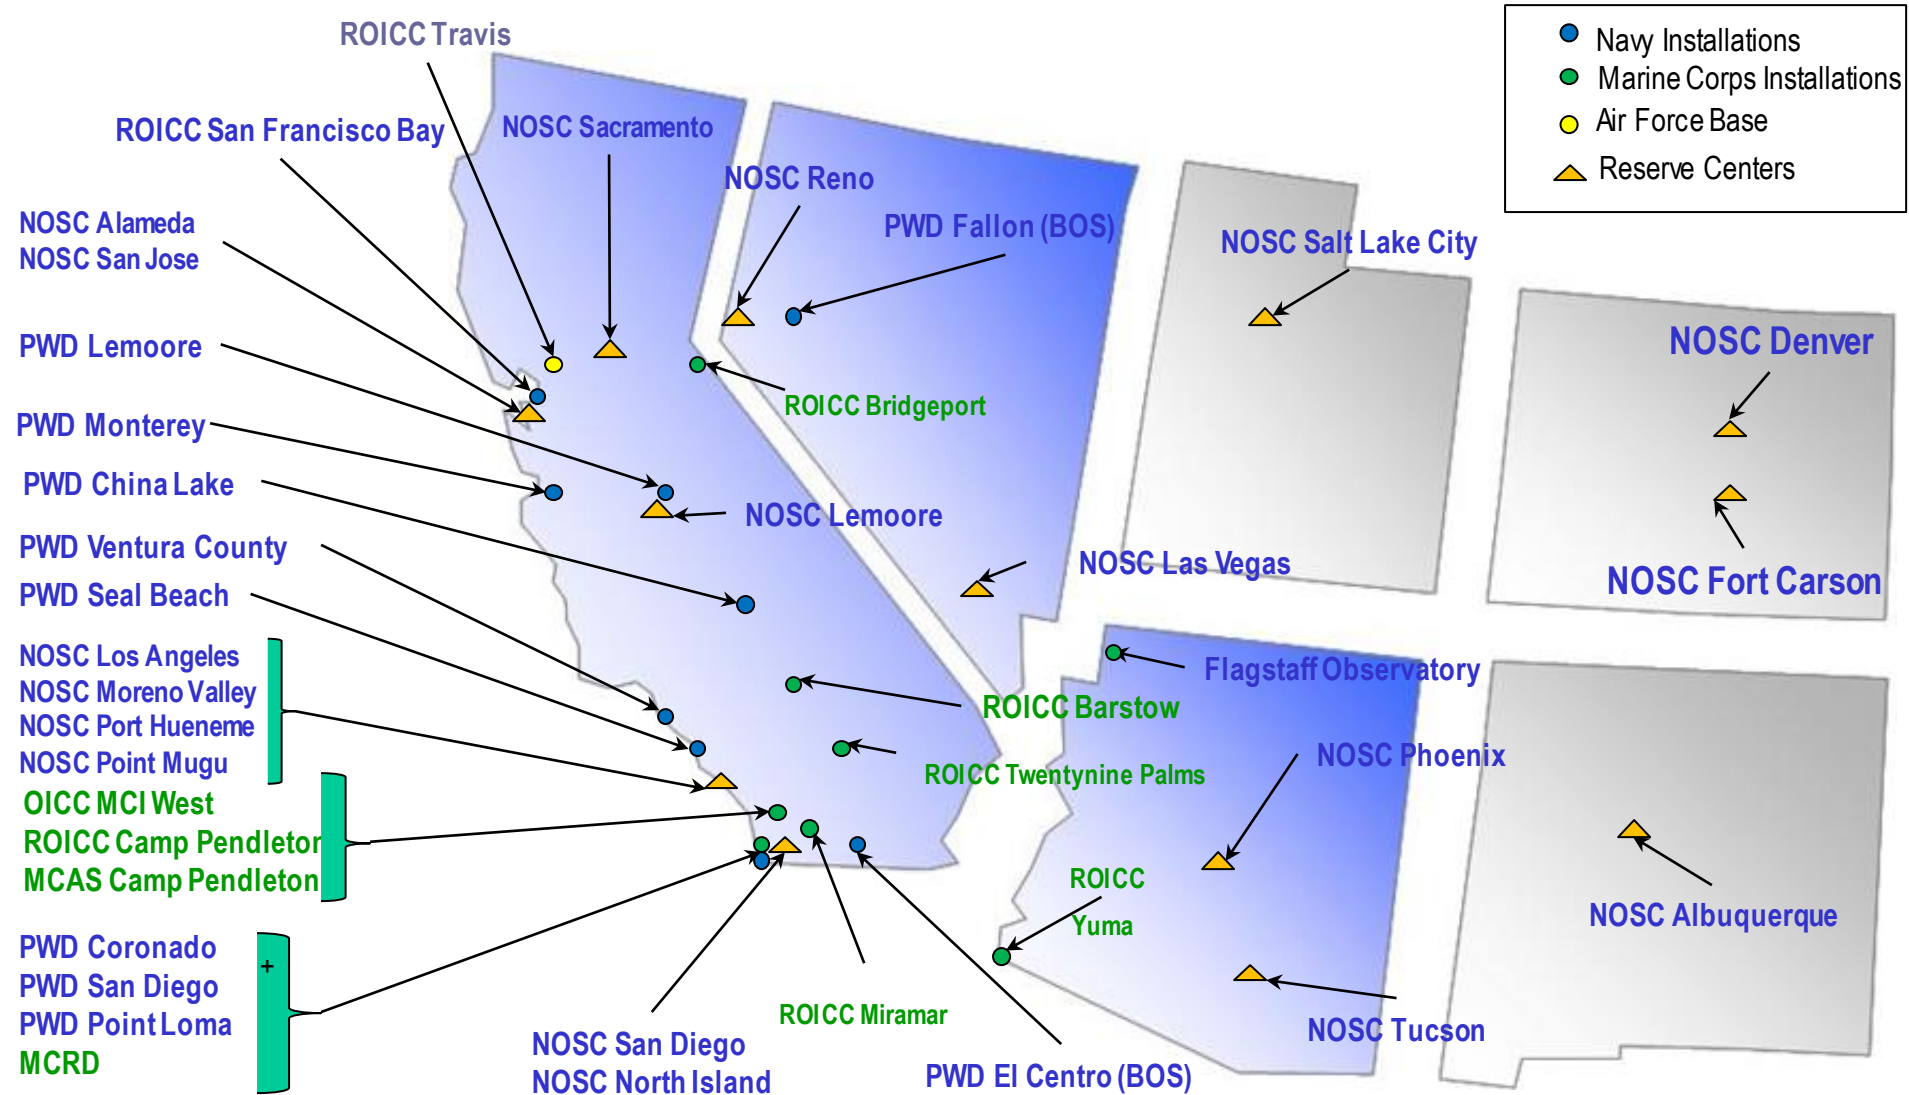 ROICC Travis
ROICC San Francisco Bay
NOSC Sacramento
NOSC Reno
PWD Fallon (BOS)
NOSC Salt Lake City
Navy Installations
Marine Corps Installations
Air Force Base
Reserve Centers
NOSC Alameda
NOSC San Jose
PWD Lemoore
PWD Monterey
PWD China Lake
PWD Ventura County
PWD Seal Beach
NOSC Los Angeles
NOSC Moreno Valley
NOSC Port Hueneme
NOSC Point Mugu
OICC MCI West
ROICC Camp Pendleton
MCAS Camp Pendleton
PWD Coronado
+
PWD San Diego
PWD Point Loma
MCRD
ROICC Bridgeport
NOSC Lemoore
NOSC Las Vegas
NOSC Denver
NOSC Fort Carson
Flagstaff Observatory
ROICC Barstow
ROICC Twentynine Palms
NOSC Phoenix
ROICC
Yuma
NOSC Albuquerque
ROICC Miramar
NOSC San Diego
NOSC North Island
PWD El Centro (BOS)
NOSC Tucson